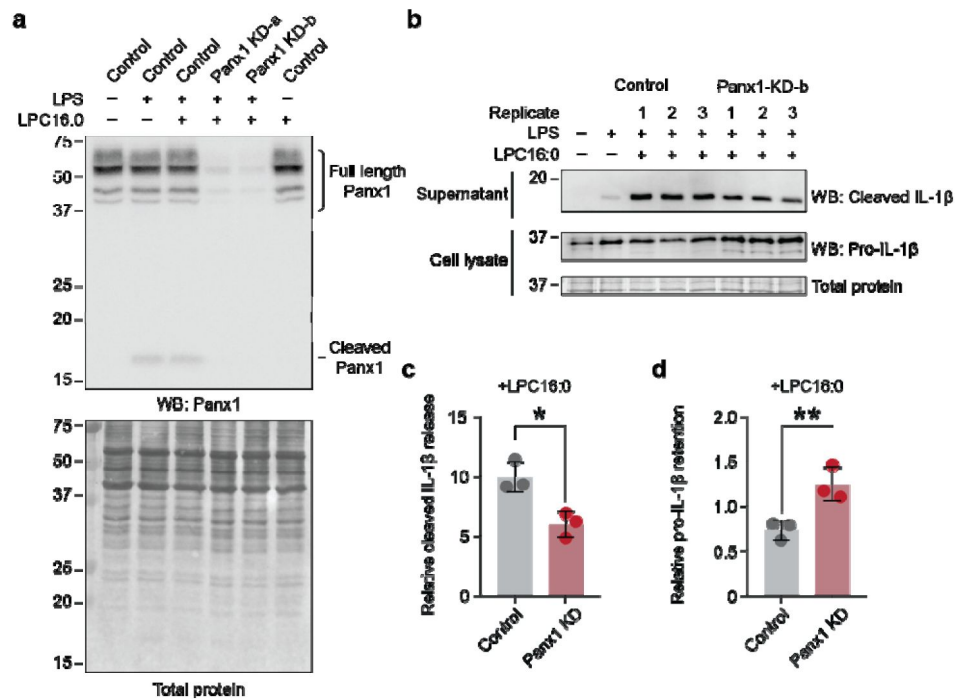 a
Control Control Control Panx1 KD-a Panx1 KD-b Control
LPS – + + + + –
LPC16.0 – – + + + +
75
50
37
25
20
15
Full length
Panx1
Cleaved
Panx1
WB: Panx1
75
50
37
25
20
15
Total protein
b
Control Panx1-KD-b
Replicate 1 2 3 1 2 3
LPS – + + + + + + +
LPC16:0 – – + + + + + +
Supernatant 20 WB: Cleaved IL-1β
Cell lysate
37 WB: Pro-IL-1β
37 Total protein
c
+LPC16:0
Relative cleaved IL-1β release
15
10
5
0
*
Control Panx1 KD
d
+LPC16:0
Relative pro-IL-1β retention
2.0
1.5
1.0
0.5
0
**
Control Panx1 KD